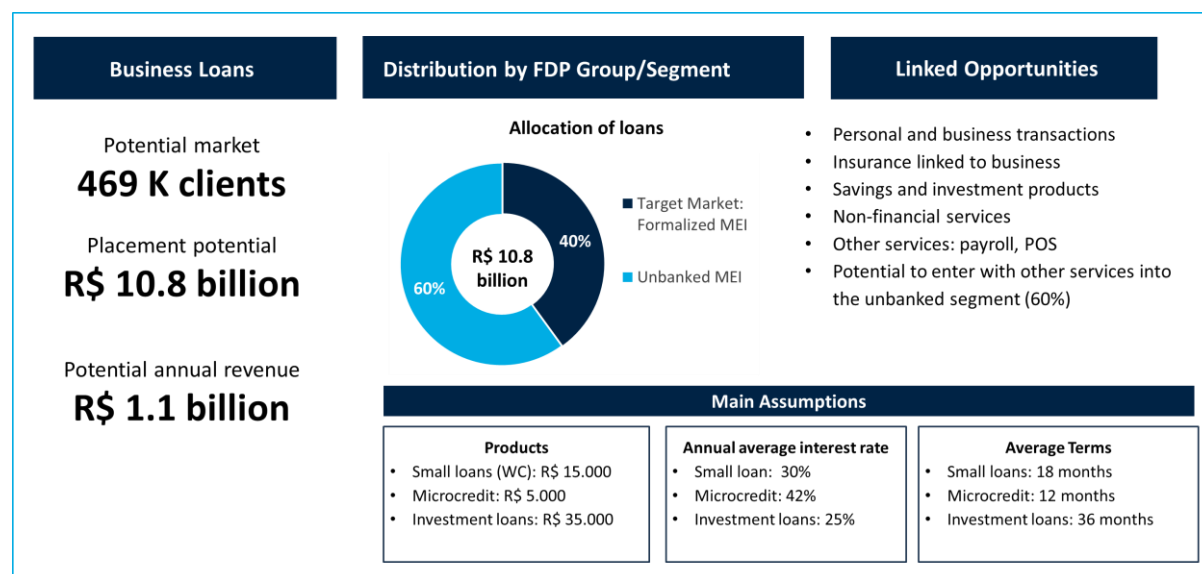 Business Loans
Potential market
469 K clients
Placement potential
R$ 10.8 billion
Potential annual revenue
R$ 1.1 billion
Distribution by FDP Group/Segment
Allocation of loans
40%
60%
R$ 10.8
billion
Target Market:
Formalized MEI
Unbanked MEI
Linked Opportunities
• Personal and business transactions
• Insurance linked to business
• Savings and investment products
• Non-financial services
• Other services: payroll, POS
• Potential to enter with other services into
the unbanked segment (60%)
Main Assumptions
Products
• Small loans (WC): R$ 15.000
• Microcredit: R$ 5.000
• Investment loans: R$ 35.000
Annual average interest rate
• Small loan: 30%
• Microcredit: 42%
• Investment loans: 25%
Average Terms
• Small loans: 18 months
• Microcredit: 12 months
• Investment loans: 36 months